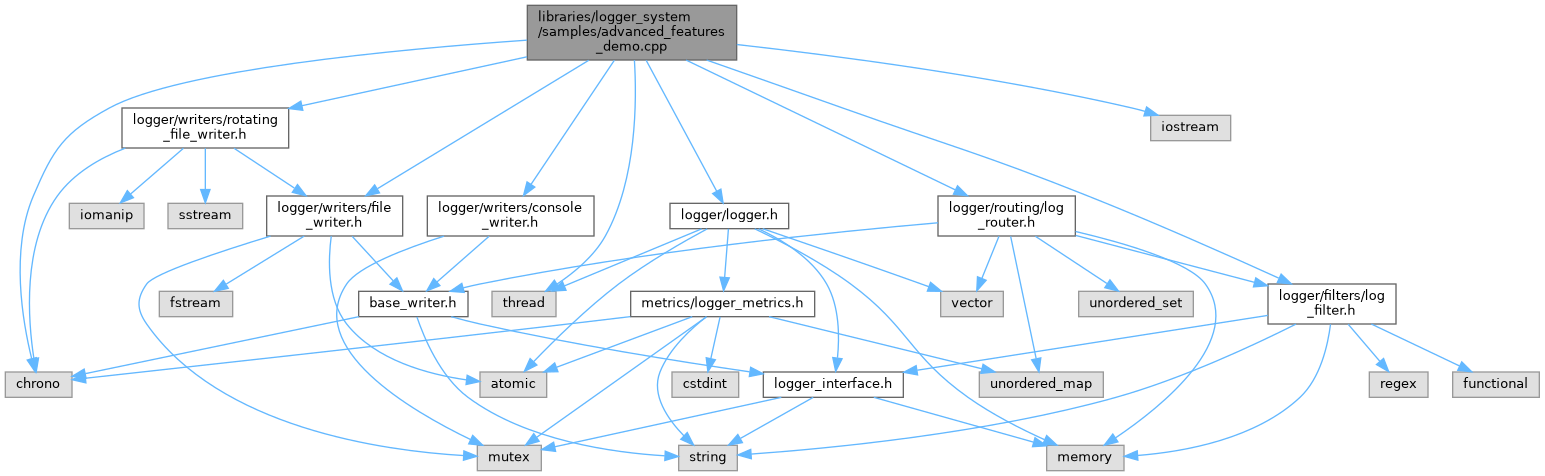 libraries/logger_system
/samples/advanced_features
_demo.cpp
logger/writers/rotating
_file_writer.h
iostream
iomanip
sstream
logger/writers/file
_writer.h
logger/writers/console
_writer.h
logger/logger.h
logger/routing/log
_router.h
fstream
base_writer.h
thread
metrics/logger_metrics.h
vector
unordered_set
logger/filters/log
_filter.h
chrono
atomic
cstdint
logger_interface.h
unordered_map
regex
functional
mutex
string
memory